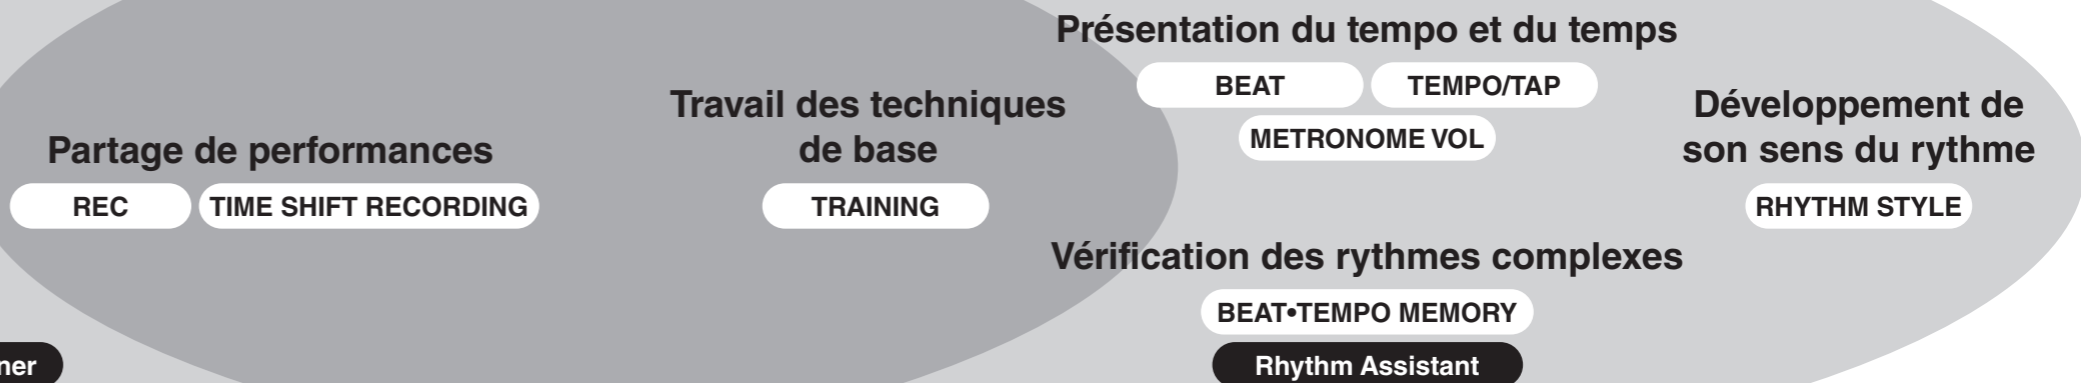 Présentation du tempo et du temps
BEAT
TEMPO/TAP
METRONOME VOL
Travail des techniques
de base
TRAINING
Développement de
son sens du rythme
RHYTHM STYLE
Partage de performances
REC
TIME SHIFT RECORDING
Vérification des rythmes complexes
BEAT•TEMPO MEMORY
Rhythm Assistant